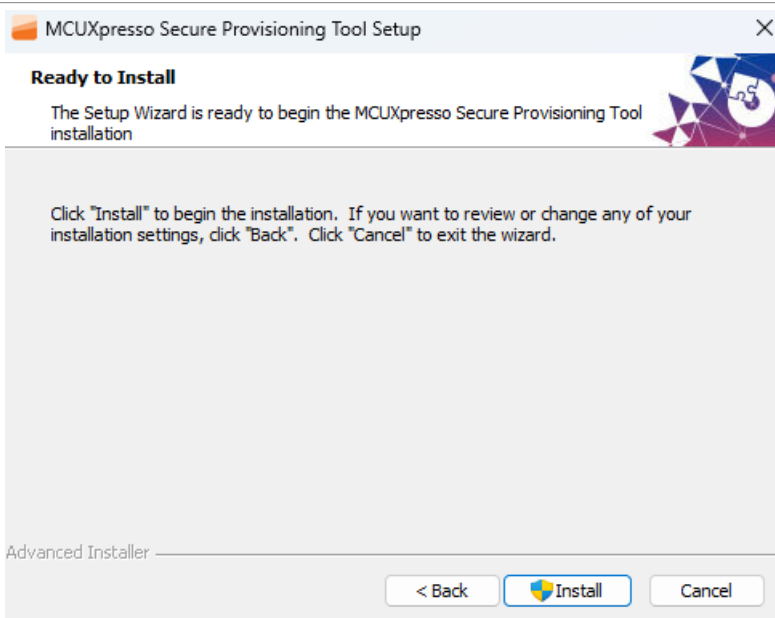 MCUXpresso Secure Provisioning Tool Setup
Ready to Install
The Setup Wizard is ready to begin the MCUXpresso Secure Provisioning Tool
installation
Click "Install" to begin the installation.  If you want to review or change any of your
installation settings, click "Back".  Click "Cancel" to exit the wizard.
Advanced Installer
< Back
Install
Cancel